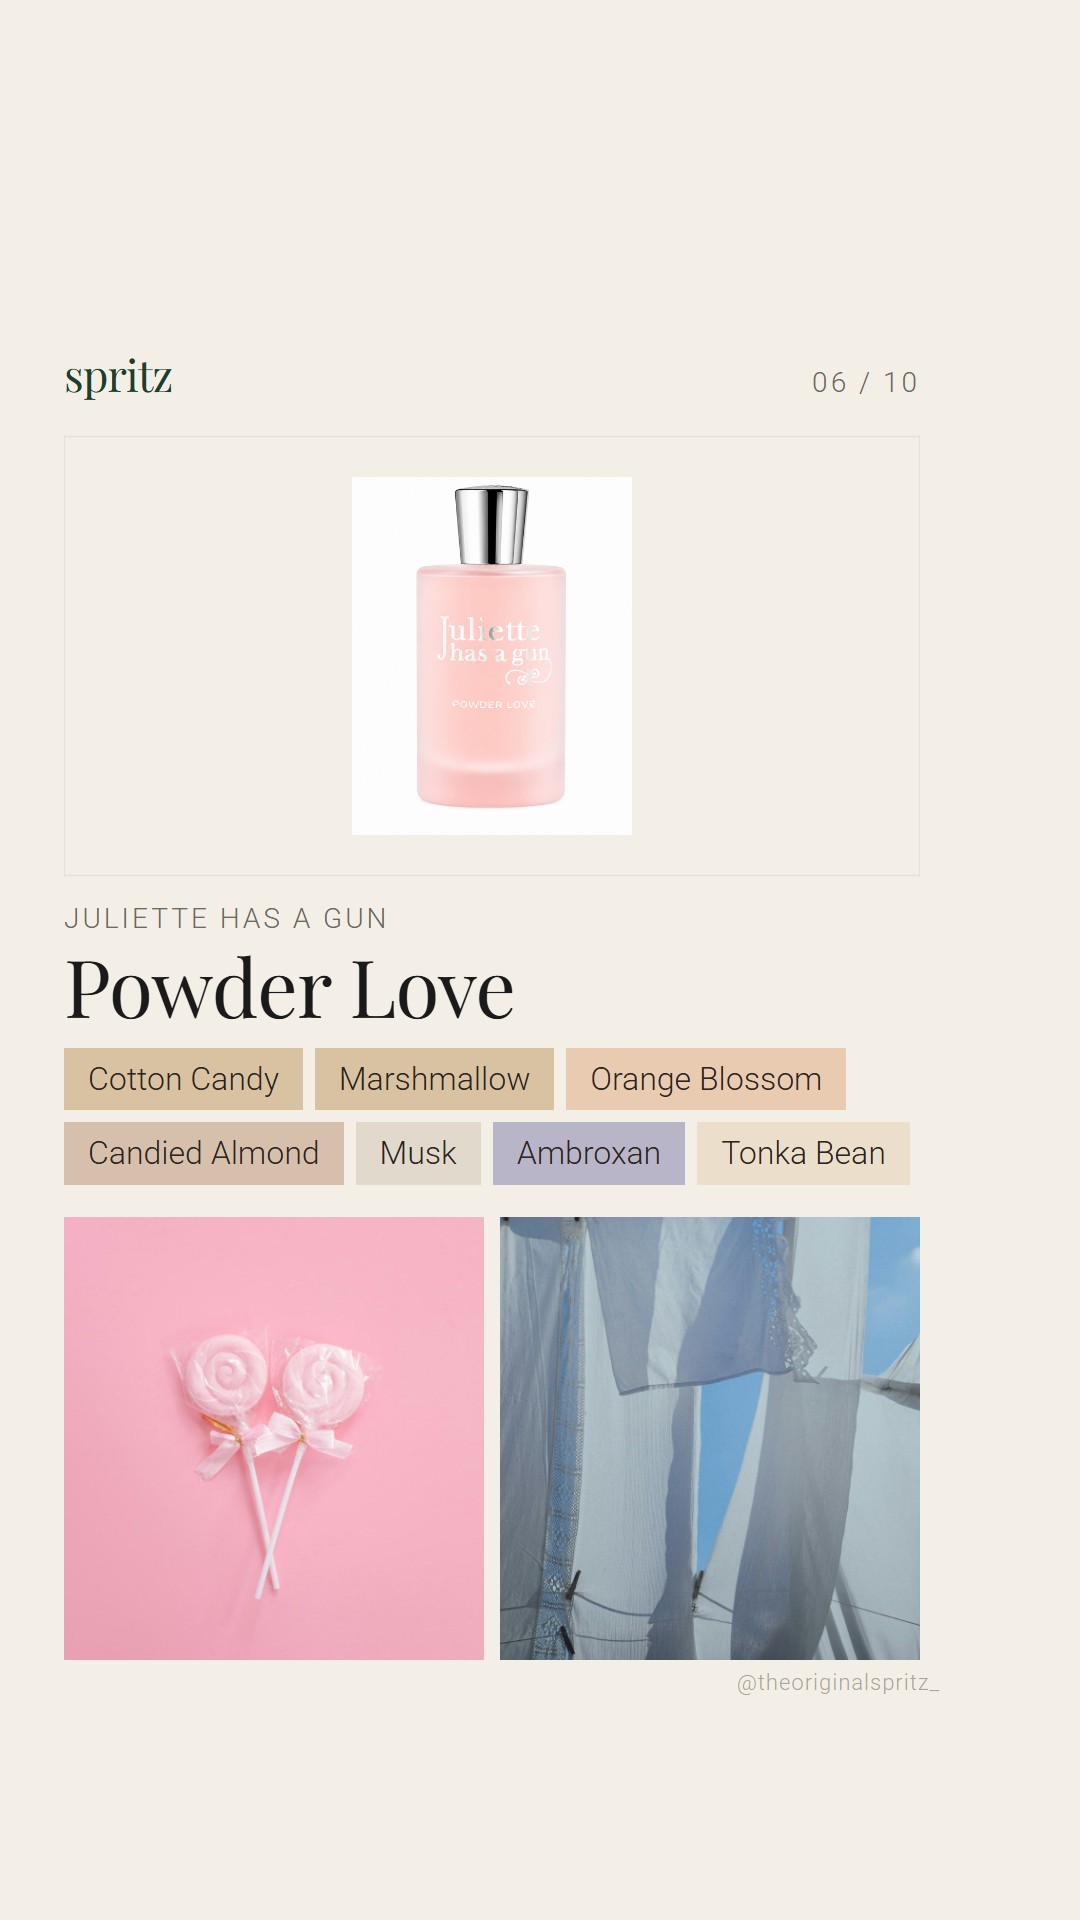 spritz
06 / 10
Juliette
has a gun
POWDER LOVE
JULIETTE HAS A GUN
Powder Love
Cotton Candy Marshmallow Orange Blossom
Candied Almond Musk Ambroxan Tonka Bean
@theoriginalspritz_